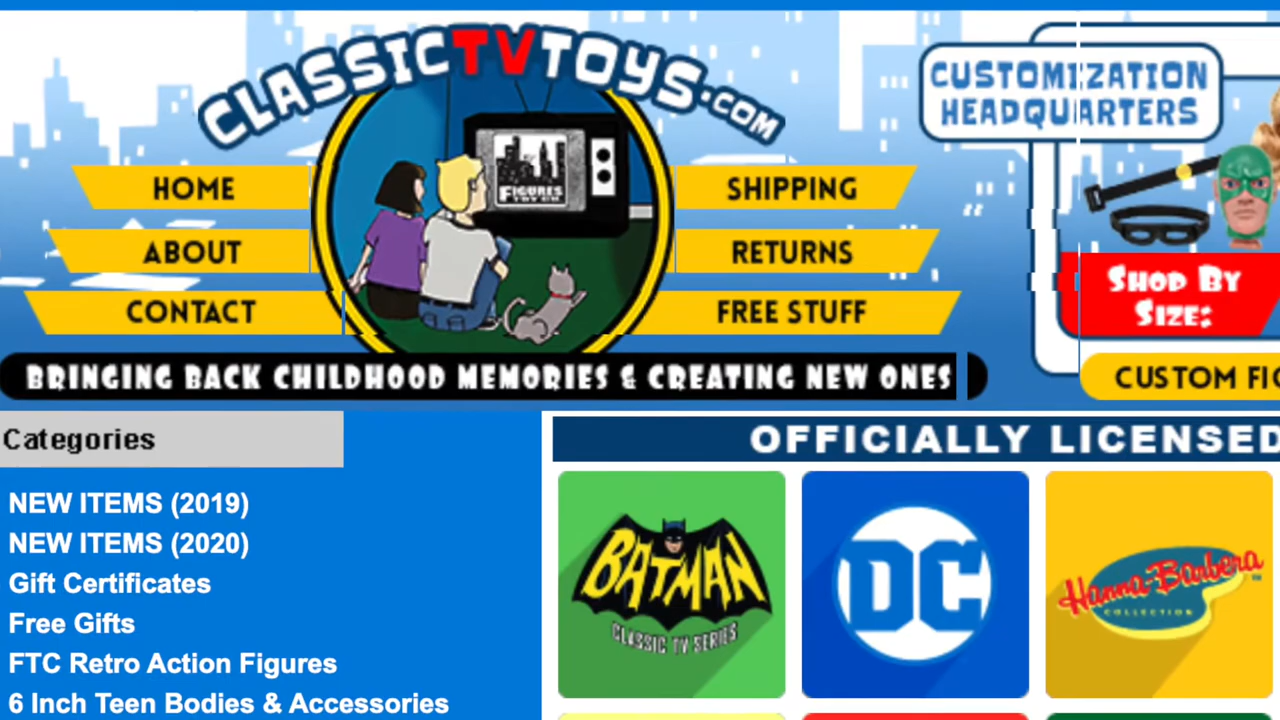 CLASSICTVTOYS.COM
CUSTOMIZATION
HEADQUARTERS
HOME
ABOUT
CONTACT
FIGURES
TOY CO.
SHIPPING
RETURNS
FREE STUFF
SHOP BY
SIZE:
BRINGING BACK CHILDHOOD MEMORIES & CREATING NEW ONES
CUSTOM FIG
Categories
NEW ITEMS (2019)
NEW ITEMS (2020)
Gift Certificates
Free Gifts
FTC Retro Action Figures
6 Inch Teen Bodies & Accessories
OFFICIALLY LICENSED
BATMAN
CLASSIC TV SERIES
DC
Hanna-Barbera
COLLECTION